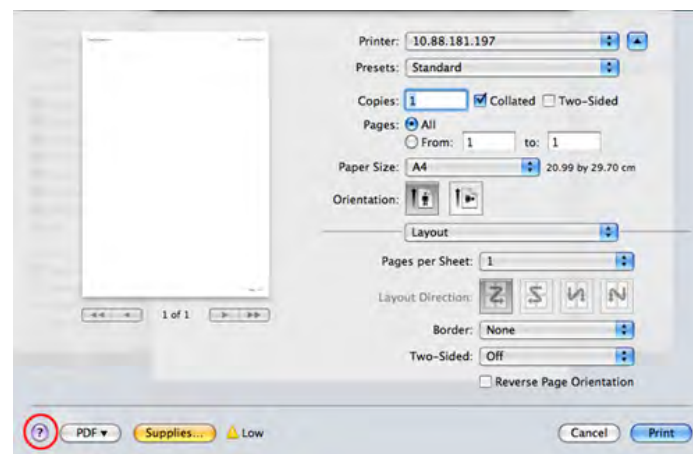 Printer: 10.88.181.197
Presets: Standard
Copies: 1 Collated Two-Sided
Pages: All
From: 1 to: 1
Paper Size: A4 20.99 by 29.70 cm
Orientation:
Layout
Pages per Sheet: 1
Layout Direction:
1 of 1
Border: None
Two-Sided: Off
Reverse Page Orientation
? PDF Supplies... Low Cancel Print